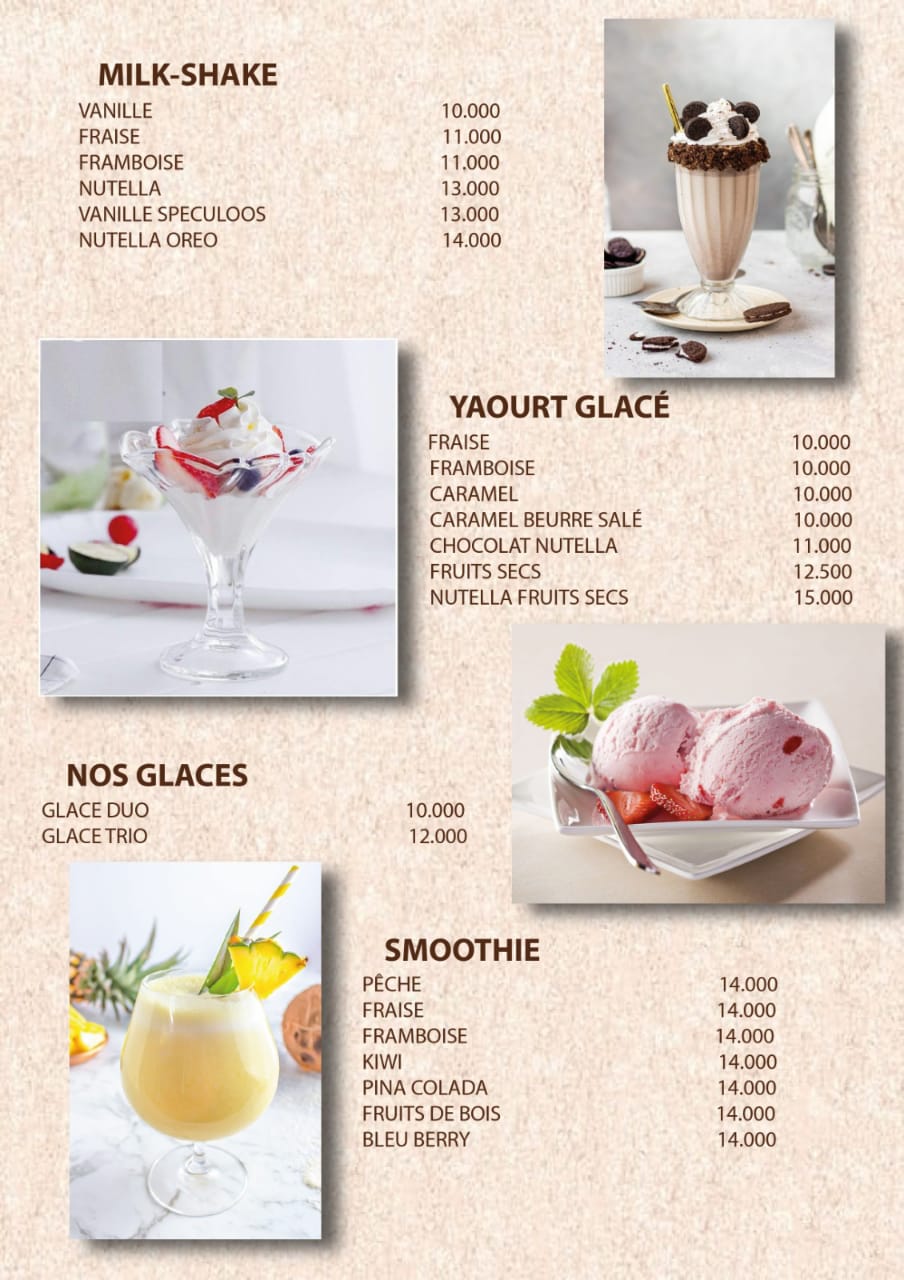 MILK-SHAKE
VANILLE 10.000
FRAISE 11.000
FRAMBOISE 11.000
NUTELLA 13.000
VANILLE SPECULOOS 13.000
NUTELLA OREO 14.000
YAOURT GLACÉ
FRAISE 10.000
FRAMBOISE 10.000
CARAMEL 10.000
CARAMEL BEURRE SALÉ 10.000
CHOCOLAT NUTELLA 11.000
FRUITS SECS 12.500
NUTELLA FRUITS SECS 15.000
NOS GLACES
GLACE DUO 10.000
GLACE TRIO 12.000
SMOOTHIE
PÊCHE 14.000
FRAISE 14.000
FRAMBOISE 14.000
KIWI 14.000
PINA COLADA 14.000
FRUITS DE BOIS 14.000
BLEU BERRY 14.000